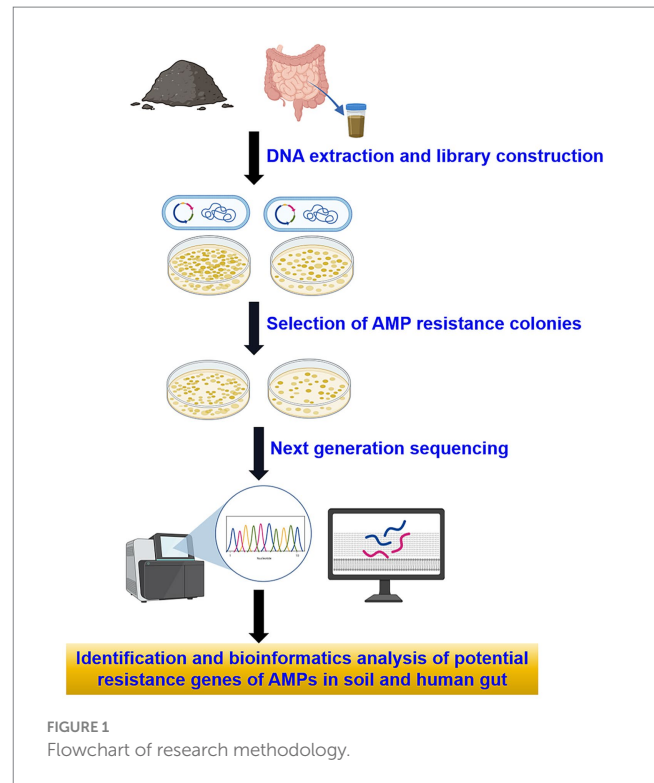 DNA extraction and library construction
Selection of AMP resistance colonies
Next generation sequencing
Identification and bioinformatics analysis of potential
resistance genes of AMPs in soil and human gut
FIGURE 1
Flowchart of research methodology.